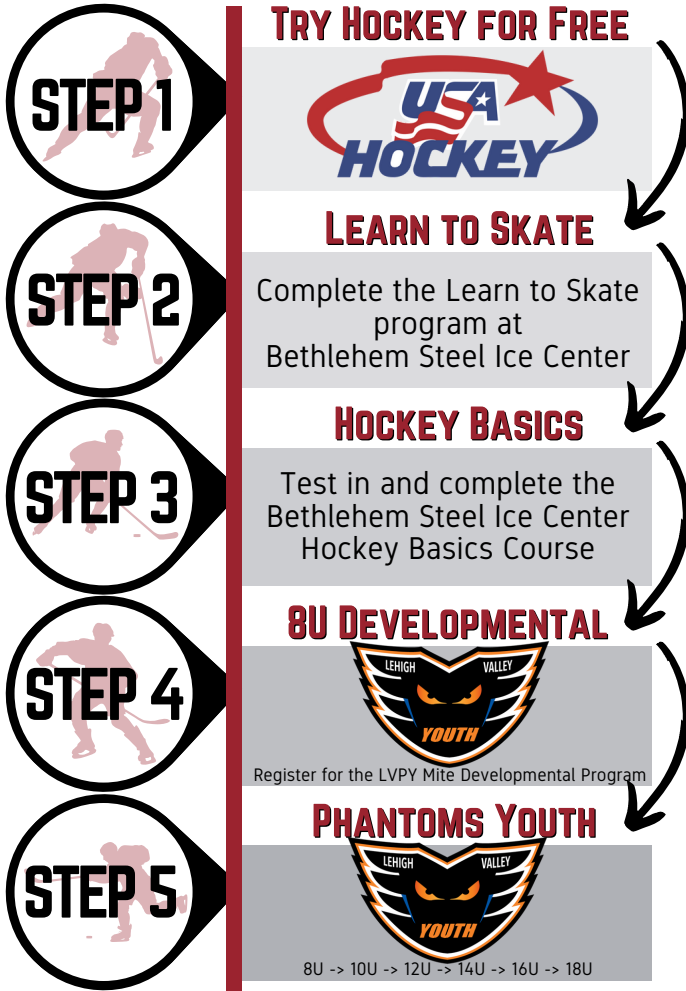 STEP 1
TRY HOCKEY FOR FREE
USA
HOCKEY
STEP 2
LEARN TO SKATE
Complete the Learn to Skate
program at
Bethlehem Steel Ice Center
STEP 3
HOCKEY BASICS
Test in and complete the
Bethlehem Steel Ice Center
Hockey Basics Course
STEP 4
8U DEVELOPMENTAL
LEHIGH VALLEY
YOUTH
Register for the LVPY Mite Developmental Program
STEP 5
PHANTOMS YOUTH
LEHIGH VALLEY
YOUTH
8U -> 10U -> 12U -> 14U -> 16U -> 18U